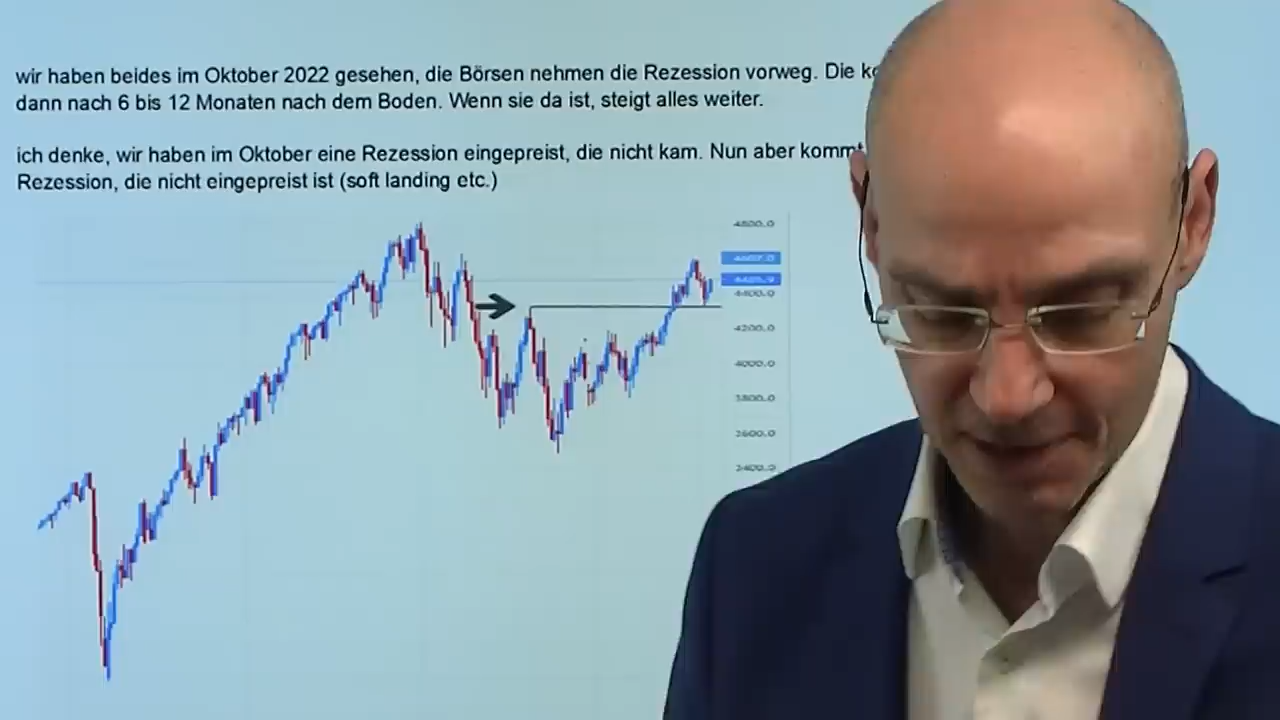 wir haben beides im Oktober 2022 gesehen, die Börsen nehmen die Rezession vorweg. Die
dann nach 6 bis 12 Monaten nach dem Boden. Wenn sie da ist, steigt alles weiter.
ich denke, wir haben im Oktober eine Rezession eingepreist, die nicht kam. Nun aber kommt
Rezession, die nicht eingepreist ist (soft landing etc.)
4800.0
4607.0
4400.0
4200.0
4000.0
3800.0
3600.0
3400.0